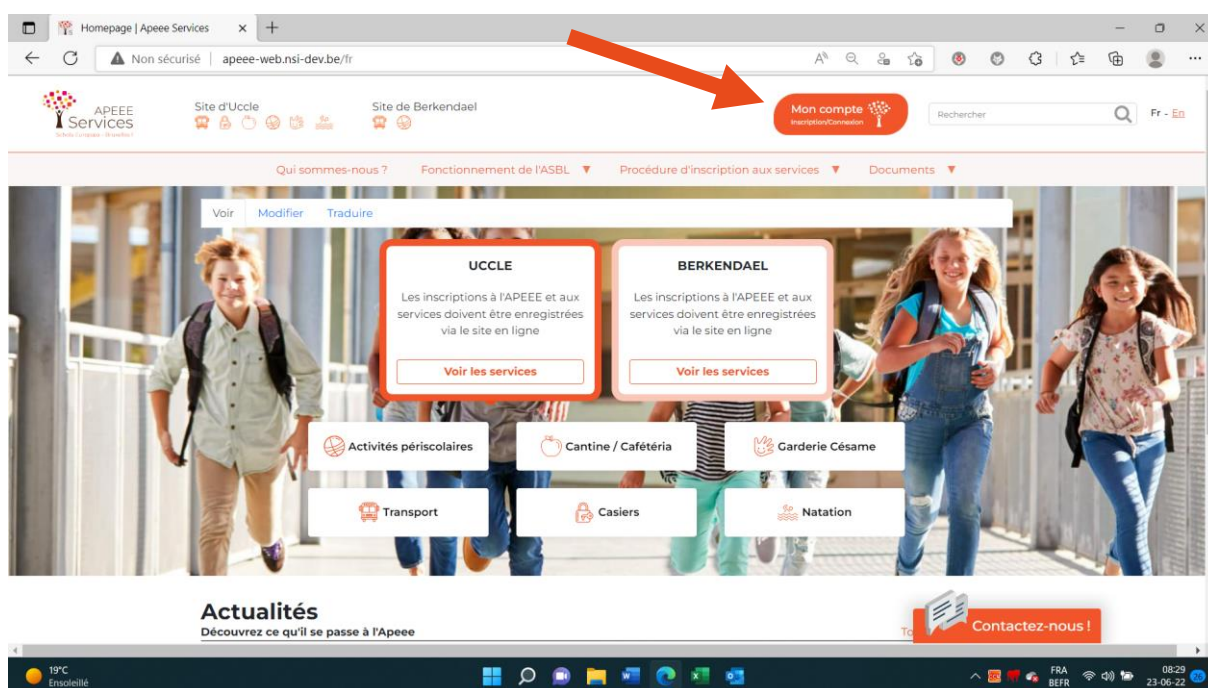 Homepage | Apeee Services
Non sécurisé | apeee-web.nsi-dev.be/fr
APEEE
Services
Site d'Uccle
Site de Berkendael
Mon compte
Inscription/Connexion
Rechercher
Fr - En
Qui sommes-nous ? Fonctionnement de l'ASBL ▼ Procédure d'inscription aux services ▼ Documents ▼
Voir Modifier Traduire
UCCLE
Les inscriptions à l'APEEE et aux
services doivent être enregistrées
via le site en ligne
Voir les services
BERKENDAEL
Les inscriptions à l'APEEE et aux
services doivent être enregistrées
via le site en ligne
Voir les services
Activités périscolaires
Cantine / Cafétéria
Garderie Césame
Transport
Casiers
Natation
Actualités
Découvrez ce qu'il se passe à l'Apeee
To
Contactez-nous !
19°C
Ensoleillé
FRA
BEFR
08:29
23-06-22
26